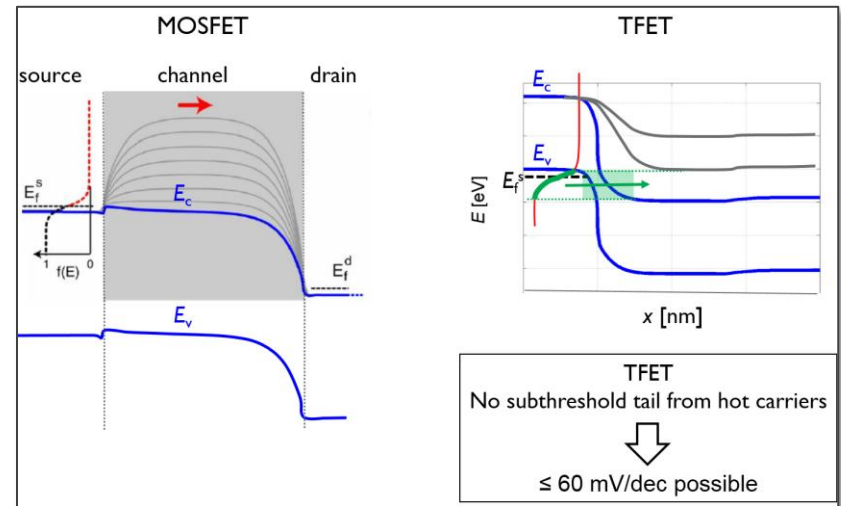 MOSFET
TFET
source
channel
drain
E_f^s
E_c
f(E)
1
0
E_f^d
E_v
E_c
E_v
E_f^s
E [eV]
x [nm]
TFET
No subthreshold tail from hot carriers
≤ 60 mV/dec possible